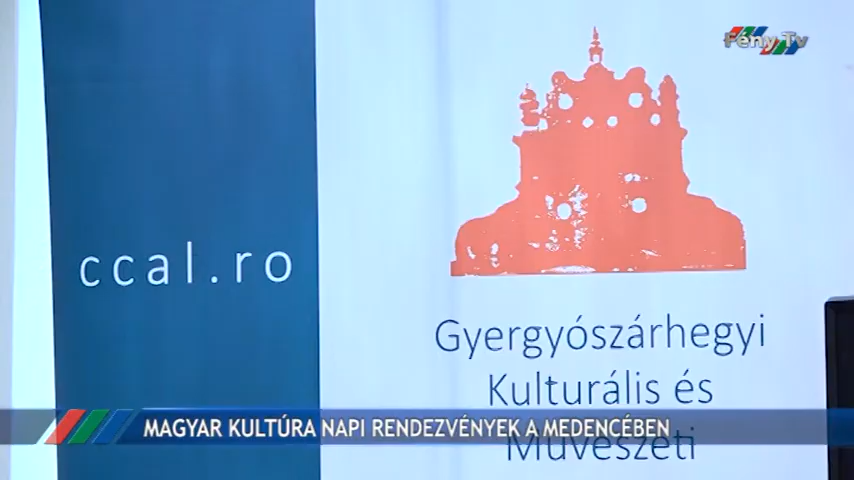 Fény Tv
ccal.ro
Gyergyószárhegyi
Kulturális és
Művészeti
MAGYAR KULTÚRA NAPI RENDEZVÉNYEK A MEDENCÉBEN